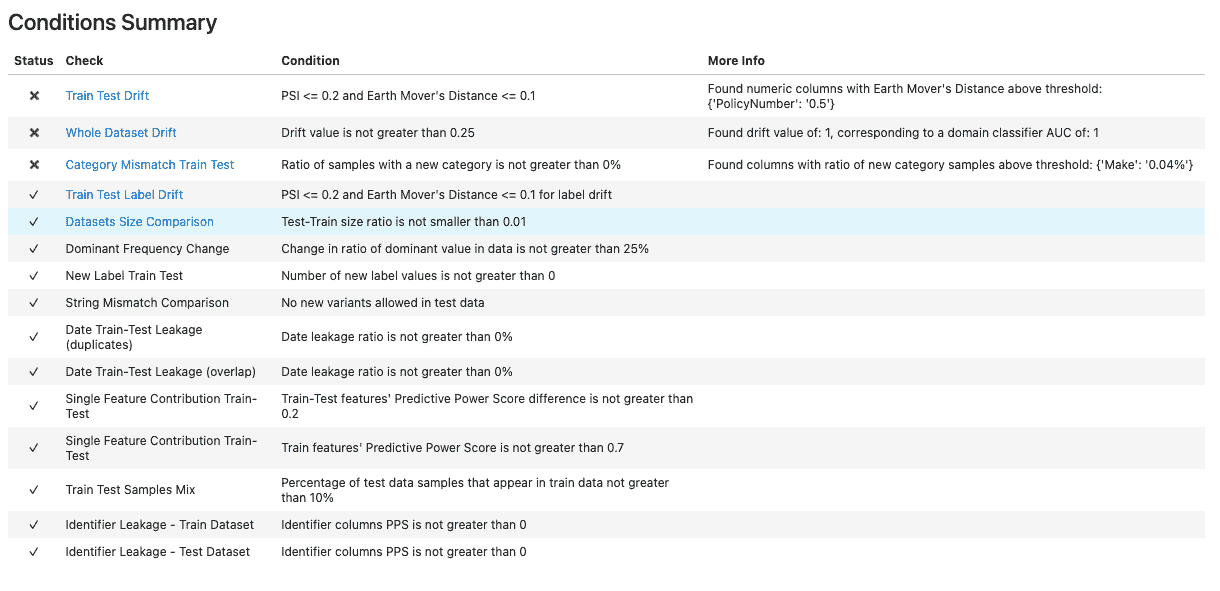 Conditions Summary
Status Check Condition More Info
✖ Train Test Drift PSI <= 0.2 and Earth Mover's Distance <= 0.1 Found numeric columns with Earth Mover's Distance above threshold:
{'PolicyNumber': '0.5'}
✖ Whole Dataset Drift Drift value is not greater than 0.25 Found drift value of: 1, corresponding to a domain classifier AUC of: 1
✖ Category Mismatch Train Test Ratio of samples with a new category is not greater than 0% Found columns with ratio of new category samples above threshold: {'Make': '0.04%'}
✓ Train Test Label Drift PSI <= 0.2 and Earth Mover's Distance <= 0.1 for label drift
✓ Datasets Size Comparison Test-Train size ratio is not smaller than 0.01
✓ Dominant Frequency Change Change in ratio of dominant value in data is not greater than 25%
✓ New Label Train Test Number of new label values is not greater than 0
✓ String Mismatch Comparison No new variants allowed in test data
✓ Date Train-Test Leakage
(duplicates) Date leakage ratio is not greater than 0%
✓ Date Train-Test Leakage (overlap) Date leakage ratio is not greater than 0%
✓ Single Feature Contribution Train- Train-Test features' Predictive Power Score difference is not greater than
Test 0.2
✓ Single Feature Contribution Train-
Test Train features' Predictive Power Score is not greater than 0.7
✓ Train Test Samples Mix Percentage of test data samples that appear in train data not greater
than 10%
✓ Identifier Leakage - Train Dataset Identifier columns PPS is not greater than 0
✓ Identifier Leakage - Test Dataset Identifier columns PPS is not greater than 0